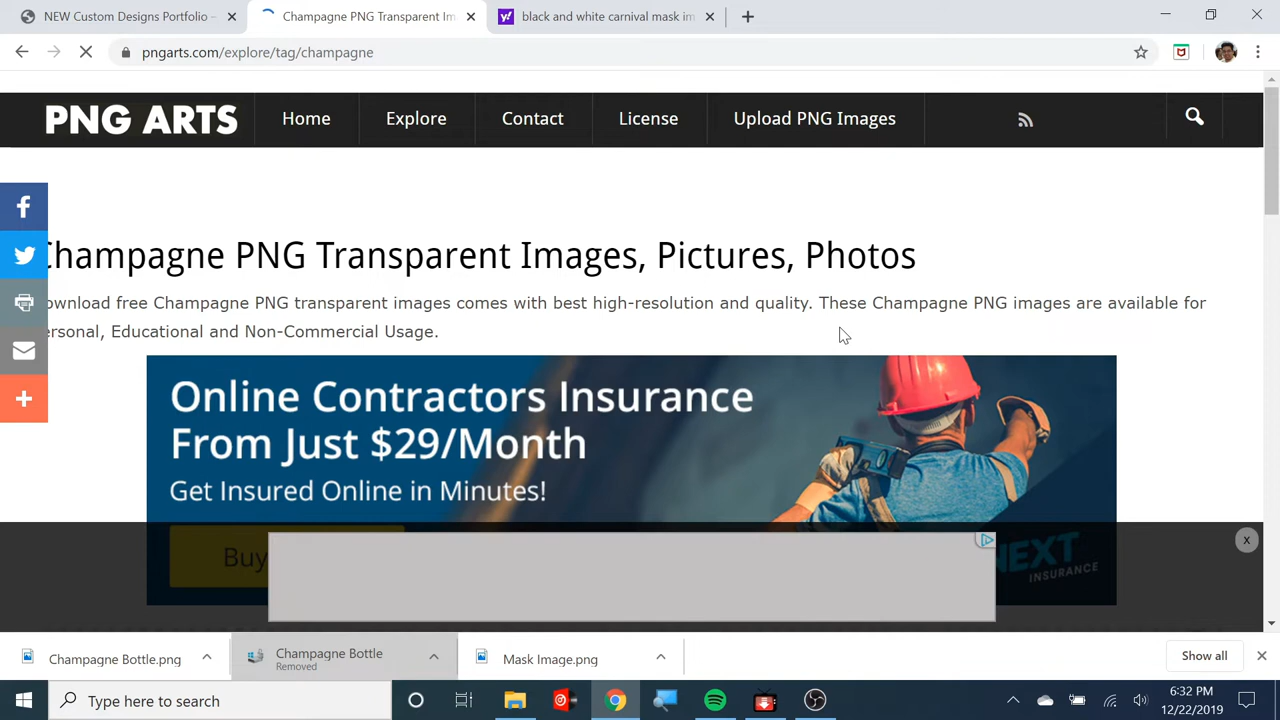 NEW Custom Designs Portfolio –
Champagne PNG Transparent Im
black and white carnival mask im
pngarts.com/explore/tag/champagne
PNG ARTS
Home
Explore
Contact
License
Upload PNG Images
Champagne PNG Transparent Images, Pictures, Photos
ownload free Champagne PNG transparent images comes with best high-resolution and quality. These Champagne PNG images are available for
ersonal, Educational and Non-Commercial Usage.
Online Contractors Insurance
From Just $29/Month
Get Insured Online in Minutes!
Buy
NEXT
INSURANCE
x
Champagne Bottle.png
Champagne Bottle
Removed
Mask Image.png
Show all
Type here to search
6:32 PM
12/22/2019